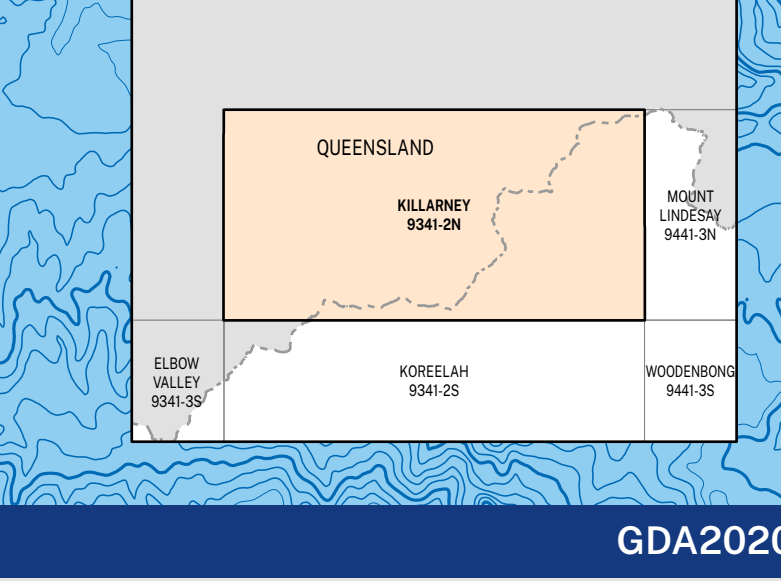 QUEENSLAND
KILLARNEY
9341-2N
MOUNT
LINDESAY
9441-3N
ELBOW
VALLEY
9341-3S
KOREELAH
9341-2S
WOODENBONG
9441-3S
GDA2020